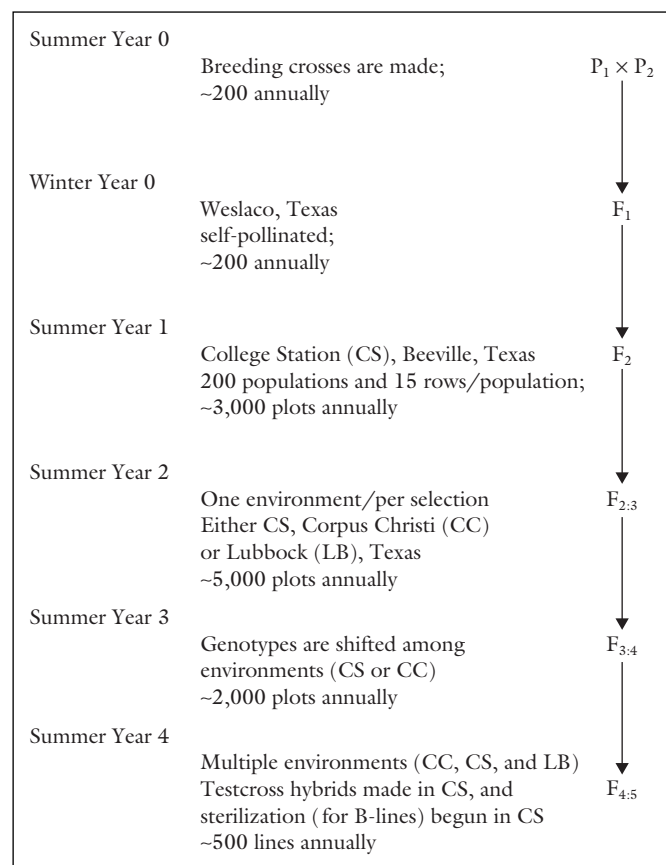 Summer Year 0
Breeding crosses are made; P₁ × P₂
~200 annually
Winter Year 0
Weslaco, Texas F₁
self-pollinated;
~200 annually
Summer Year 1
College Station (CS), Beeville, Texas F₂
200 populations and 15 rows/population;
~3,000 plots annually
Summer Year 2
One environment/per selection F₂:₃
Either CS, Corpus Christi (CC)
or Lubbock (LB), Texas
~5,000 plots annually
Summer Year 3
Genotypes are shifted among F₃:₄
environments (CS or CC)
~2,000 plots annually
Summer Year 4
Multiple environments (CC, CS, and LB)
Testcross hybrids made in CS, and F₄:₅
sterilization (for B-lines) begun in CS
~500 lines annually